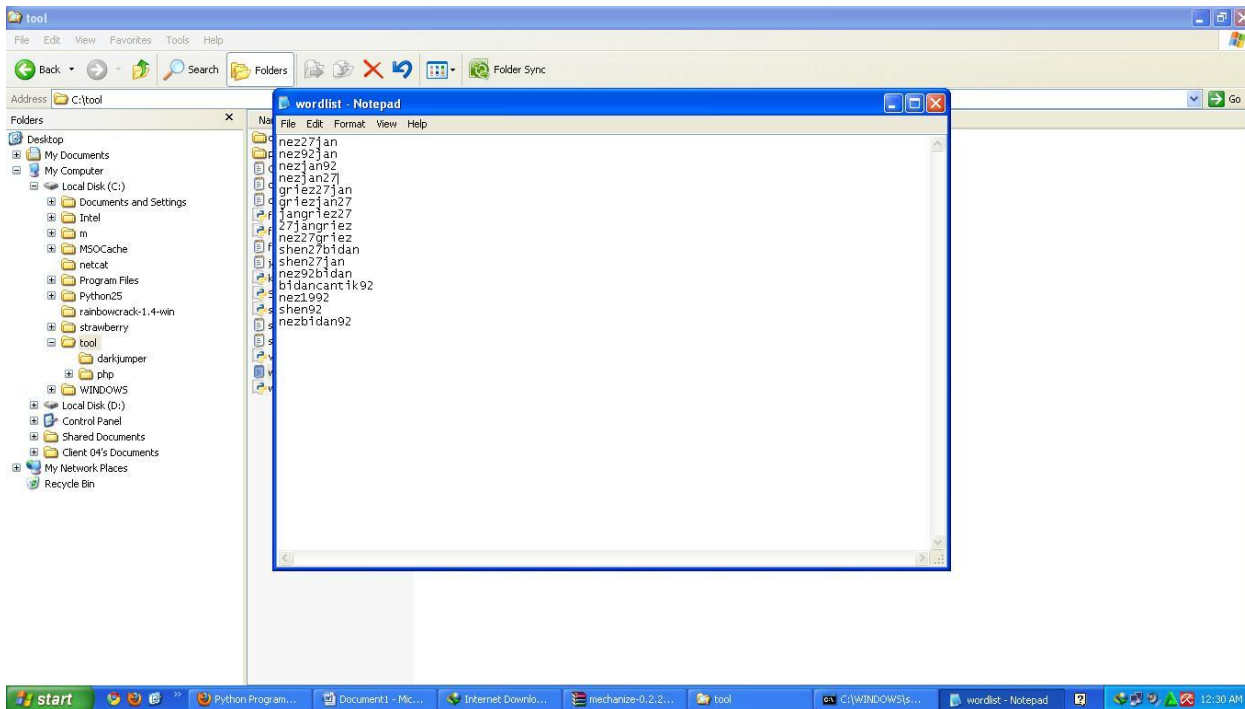 tool
File Edit View Favorites Tools Help
Back Search Folders Folder Sync
Address C:\tool Go
Folders x
Desktop
My Documents
My Computer
Local Disk (C:)
Documents and Settings
Intel
m
MSOCache
netcat
Program Files
Python25
rainbowcrack-1.4-win
strawberry
tool
darkjumper
php
WINDOWS
Local Disk (D:)
Control Panel
Shared Documents
Client 04's Documents
My Network Places
Recycle Bin
wordlist - Notepad
File Edit Format View Help
nez27jan
nez92jan
nezjan92
nezjan27
griez27jan
griezjan27
jangriez27
27jangriez
nez27griez
shen27bidan
shen27jan
nez92bidan
bidancantik92
nez1992
shen92
nezbidan92
start Python Program... Document1 - Mic... Internet Downlo... mechanize-0.2.2... tool C:\WINDOWS\s... wordlist - Notepad 12:30 AM